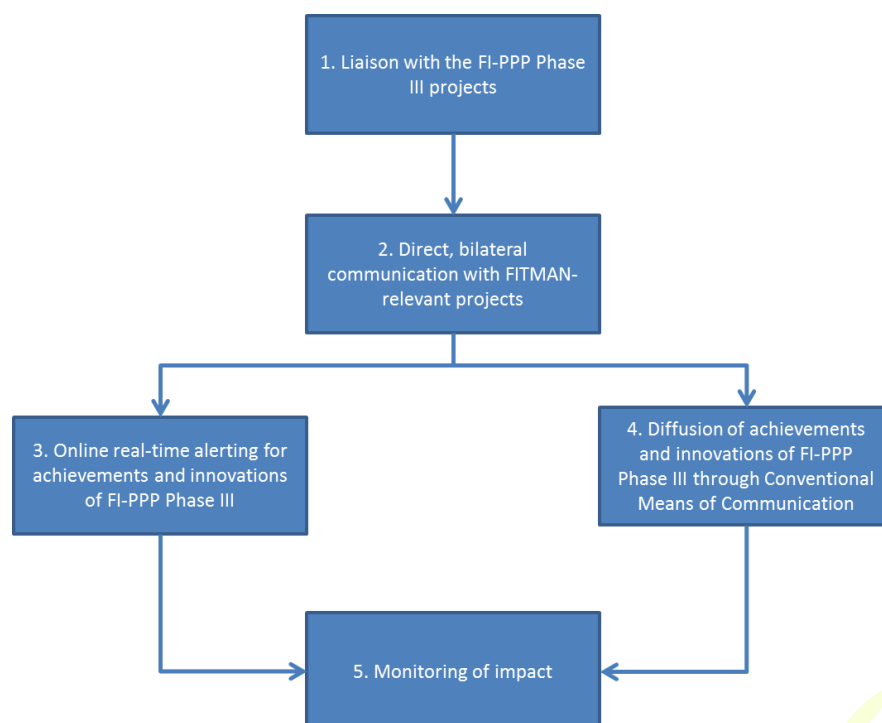 1. Liaison with the FI-PPP Phase
III projects
2. Direct, bilateral
communication with FITMAN-
relevant projects
3. Online real-time alerting for
achievements and innovations
of FI-PPP Phase III
4. Diffusion of achievements
and innovations of FI-PPP
Phase III through Conventional
Means of Communication
5. Monitoring of impact